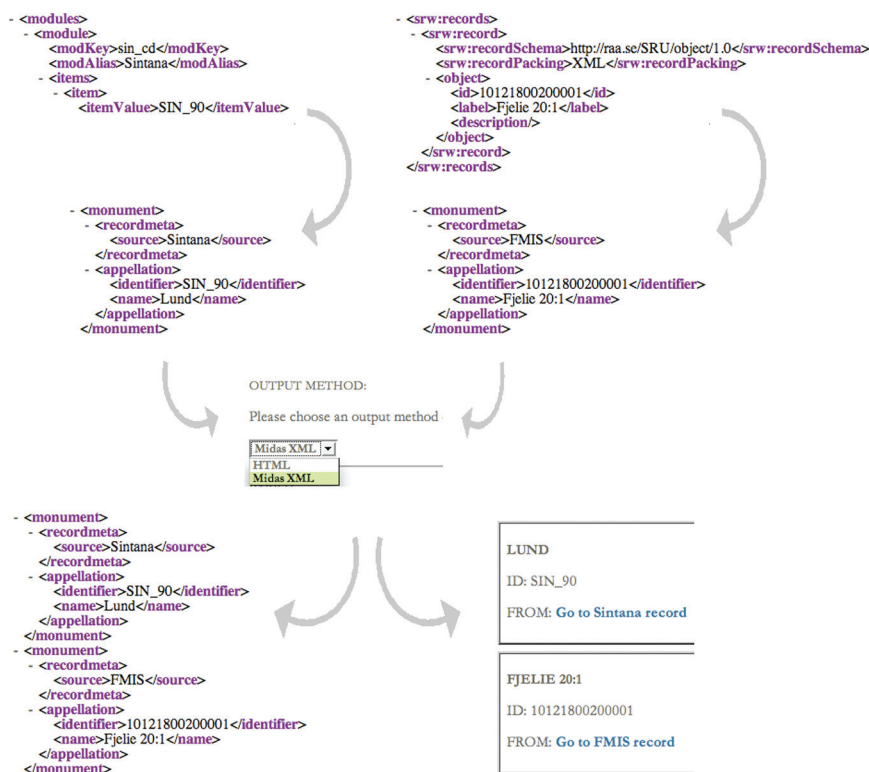 - <modules>
- <module>
<modKey>sin_cd</modKey>
<modAlias>Sintana</modAlias>
- <items>
- <item>
<itemValue>SIN_90</itemValue>
- <srw:records>
- <srw:record>
<srw:recordSchema>http://raa.se/SRU/object/1.0</srw:recordSchema>
<srw:recordPacking>XML</srw:recordPacking>
- <object>
<id>10121800200001</id>
<label>Fjelie 20:1</label>
<description/>
</object>
</srw:record>
</srw:records>
- <monument>
- <recordmeta>
<source>Sintana</source>
</recordmeta>
- <appellation>
<identifier>SIN_90</identifier>
<name>Lund</name>
</appellation>
</monument>
- <monument>
- <recordmeta>
<source>FMIS</source>
</recordmeta>
- <appellation>
<identifier>10121800200001</identifier>
<name>Fjelie 20:1</name>
</appellation>
</monument>
OUTPUT METHOD:
Please choose an output method
Midas XML
HTML
Midas XML
- <monument>
- <recordmeta>
<source>Sintana</source>
</recordmeta>
- <appellation>
<identifier>SIN_90</identifier>
<name>Lund</name>
</appellation>
</monument>
- <monument>
- <recordmeta>
<source>FMIS</source>
</recordmeta>
- <appellation>
<identifier>10121800200001</identifier>
<name>Fjelie 20:1</name>
</appellation>
</monument>
LUND
ID: SIN_90
FROM: Go to Sintana record
FJELIE 20:1
ID: 10121800200001
FROM: Go to FMIS record